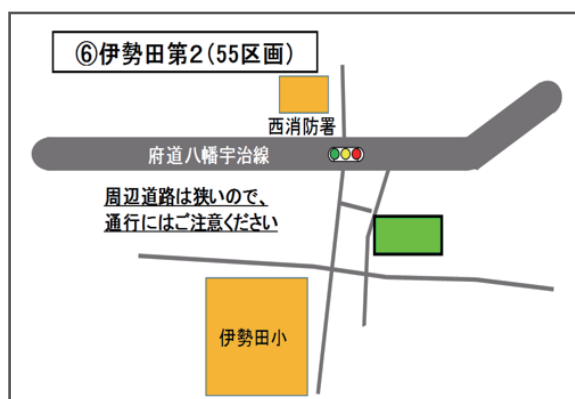 ⑥伊勢田第2(55区画)
西消防署
府道八幡宇治線
周辺道路は狭いので、
通行にはご注意ください
伊勢田小